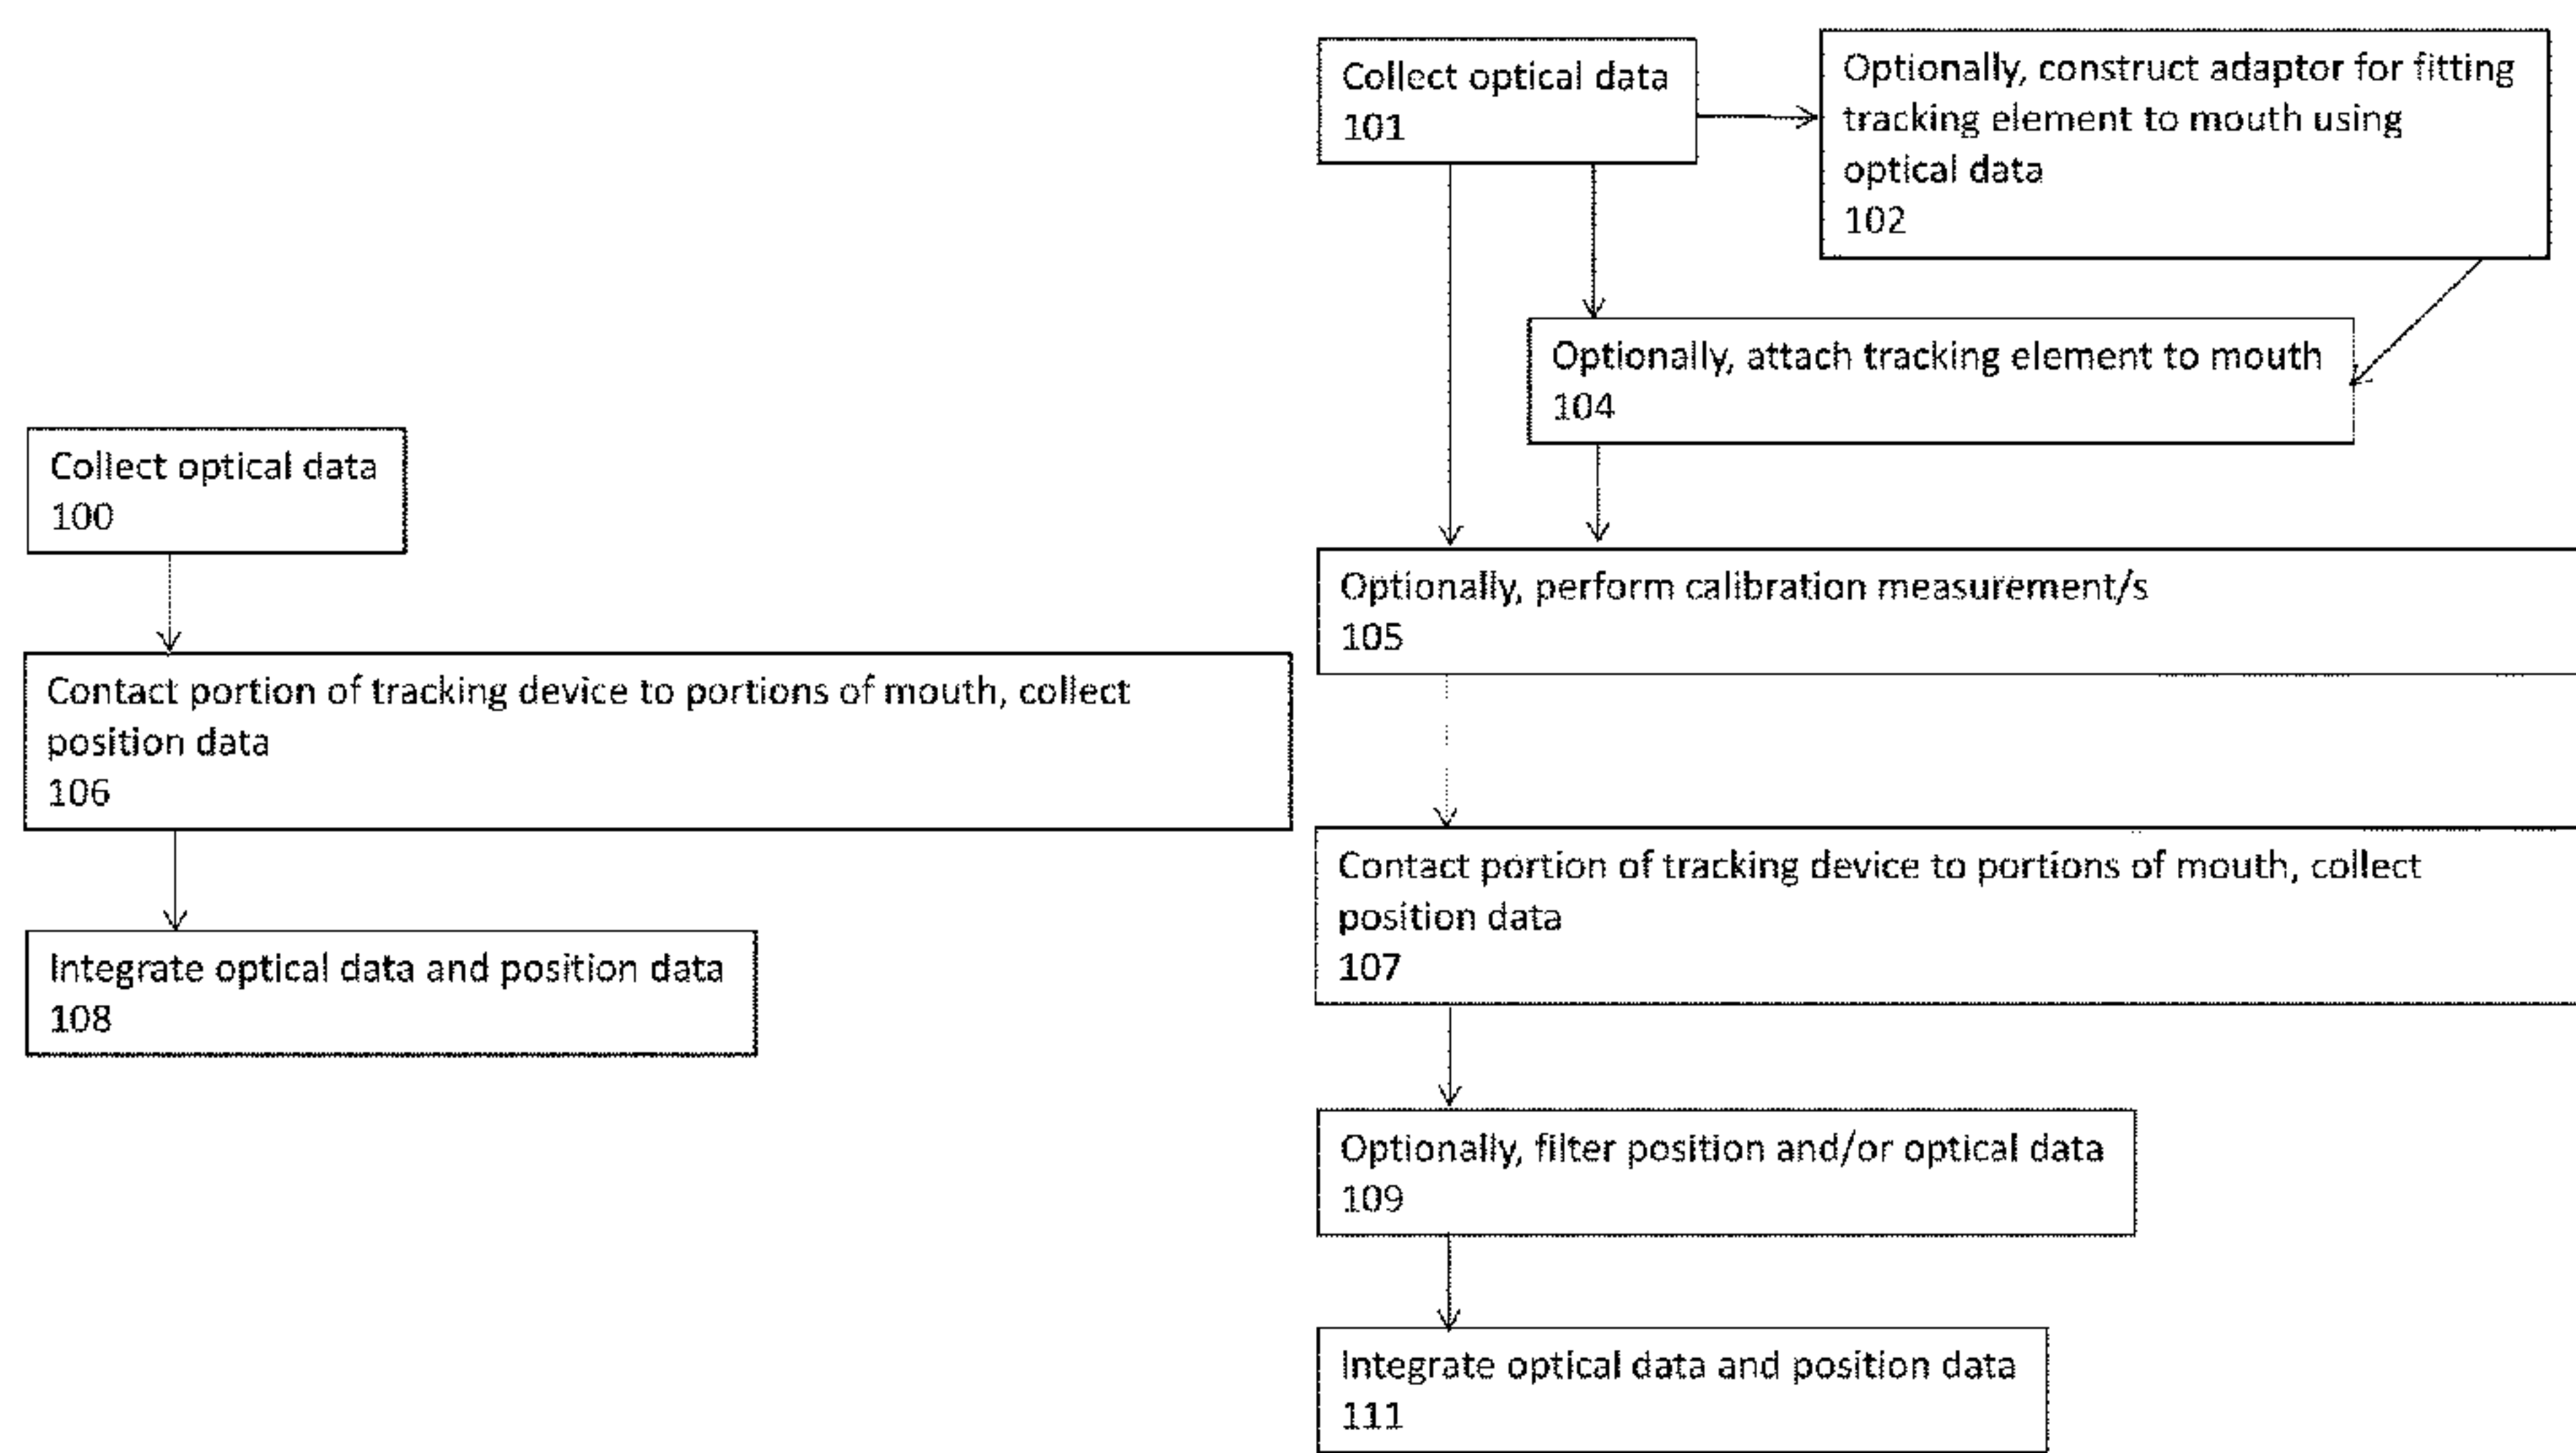 Collect optical data
100
Contact portion of tracking device to portions of mouth, collect
position data
106
Integrate optical data and position data
108
Collect optical data
101
Optionally, construct adaptor for fitting
tracking element to mouth using
optical data
102
Optionally, attach tracking element to mouth
104
Optionally, perform calibration measurement/s
105
Contact portion of tracking device to portions of mouth, collect
position data
107
Optionally, filter position and/or optical data
109
Integrate optical data and position data
111